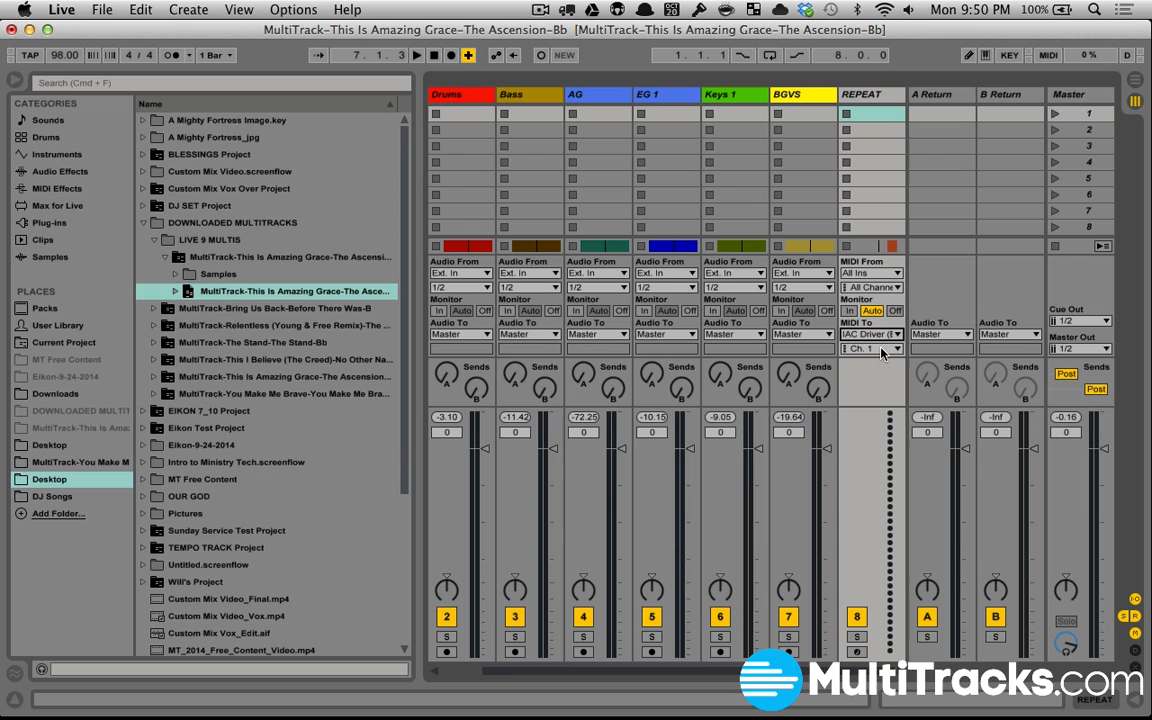 Live File Edit Create View Options Help Mon 9:50 PM 100%
MultiTrack-This Is Amazing Grace-The Ascension-Bb [MultiTrack-This Is Amazing Grace-The Ascension-Bb]
TAP 98.00 4 / 4 1 Bar 7. 1. 3 NEW 1. 1. 1 8. 0. 0 KEY MIDI 0 % D
Search (Cmd + F)
CATEGORIES
Sounds
Drums
Instruments
Audio Effects
MIDI Effects
Max for Live
Plug-ins
Clips
Samples
PLACES
Packs
User Library
Current Project
MT Free Content
Eikon-9-24-2014
Downloads
DOWNLOADED MULTIT
MultiTrack-This Is Ama
Desktop
MultiTrack-You Make M
Desktop
DJ Songs
Add Folder...
Name
A Mighty Fortress Image.key
A Mighty Fortress_jpg
BLESSINGS Project
Custom Mix Video.screenflow
Custom Mix Vox Over Project
DJ SET Project
DOWNLOADED MULTITRACKS
LIVE 9 MULTIS
MultiTrack-This Is Amazing Grace-The Ascensi...
Samples
MultiTrack-This Is Amazing Grace-The Asce...
MultiTrack-Bring Us Back-Before There Was-B
MultiTrack-Relentless (Young & Free Remix)-The ...
MultiTrack-The Stand-The Stand-Bb
MultiTrack-This I Believe (The Creed)-No Other Na...
MultiTrack-This Is Amazing Grace-The Ascension...
MultiTrack-You Make Me Brave-You Make Me Bra...
EIKON 7_10 Project
Eikon Test Project
Eikon-9-24-2014
Intro to Ministry Tech.screenflow
MT Free Content
OUR GOD
Pictures
Sunday Service Test Project
TEMPO TRACK Project
Untitled.screenflow
Will's Project
Custom Mix Video_Final.mp4
Custom Mix Video_Vox.mp4
Custom Mix Vox_Edit.aif
MT_2014_Free_Content_Video.mp4
Drums Bass AG EG 1 Keys 1 BGVS REPEAT A Return B Return Master
1
2
3
4
5
6
7
8
Audio From Audio From Audio From Audio From Audio From Audio From MIDI From
Ext. In Ext. In Ext. In Ext. In Ext. In Ext. In All Ins
1/2 1/2 1/2 1/2 1/2 1/2 All Channe
Monitor Monitor Monitor Monitor Monitor Monitor Monitor Cue Out
In Auto Off In Auto Off In Auto Off In Auto Off In Auto Off In Auto Off In Auto Off 1/2
Audio To Audio To Audio To Audio To Audio To Audio To MIDI To Audio To Audio To Master Out
Master Master Master Master Master Master IAC Driver (E Master Master 1/2
Ch. 1
Sends Sends Sends Sends Sends Sends Sends Sends Post
A B A B A B A B A B A B A B A B Post
-3.10 -11.42 -72.25 -10.15 -9.05 -19.64 -Inf -Inf -0.16
0 0 0 0 0 0 0 0 0
2 3 4 5 6 7 8 A B Solo
S S S S S S S S S
MultiTracks.com
REPEAT